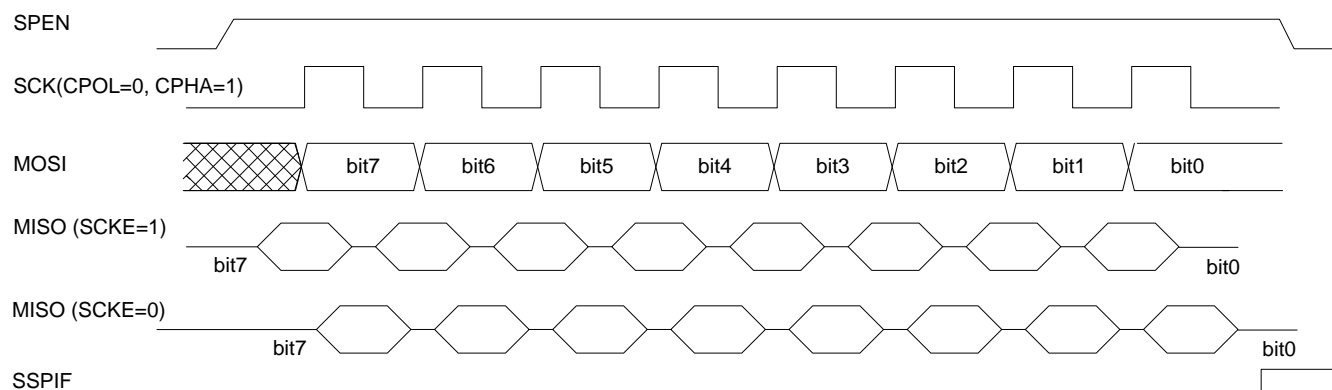 SPEN
SCK(CPOL=0, CPHA=1)
MOSI
bit7 bit6 bit5 bit4 bit3 bit2 bit1 bit0
MISO (SCKE=1)
bit7 bit0
MISO (SCKE=0)
bit7 bit0
SSPIF